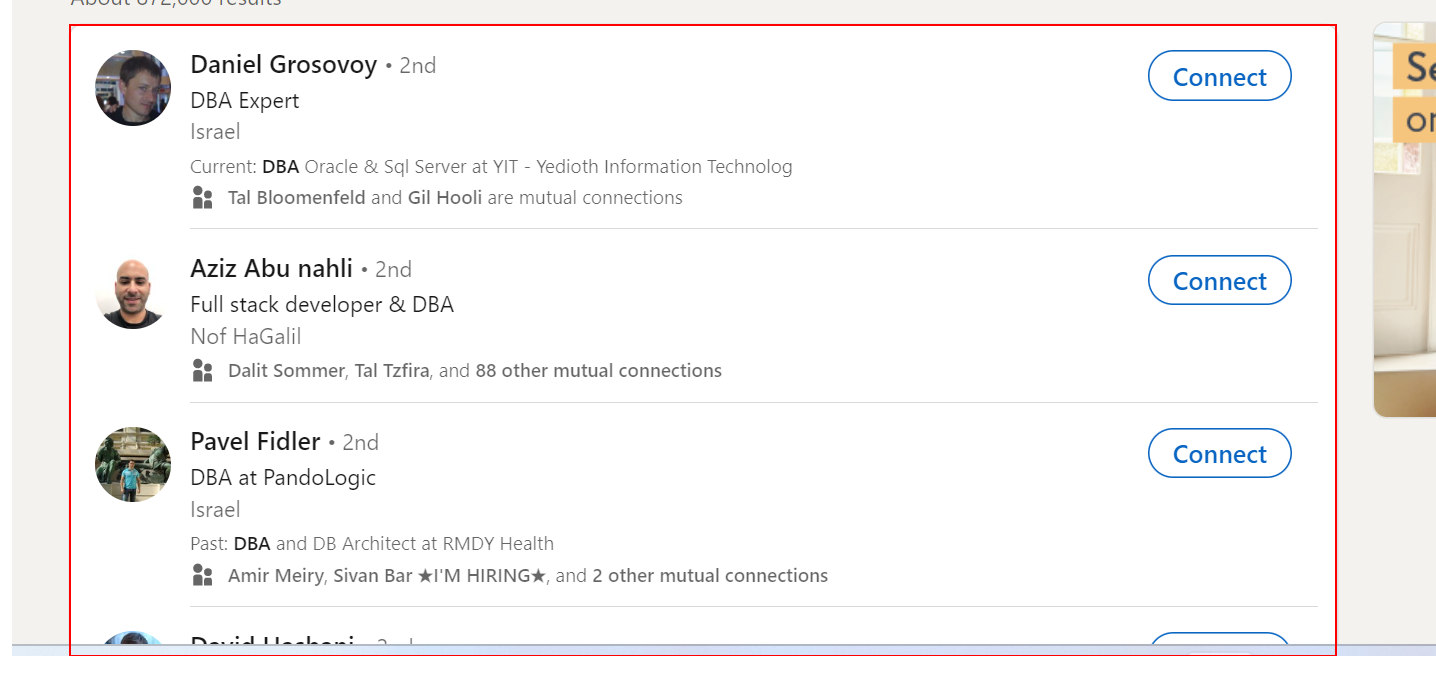 About 872,000 results
Daniel Grosovoy • 2nd
Connect
DBA Expert
Israel
Current: DBA Oracle & Sql Server at YIT - Yedioth Information Technolog
Tal Bloomenfeld and Gil Hooli are mutual connections
Aziz Abu nahli • 2nd
Connect
Full stack developer & DBA
Nof HaGalil
Dalit Sommer, Tal Tzfira, and 88 other mutual connections
Pavel Fidler • 2nd
Connect
DBA at PandoLogic
Israel
Past: DBA and DB Architect at RMDY Health
Amir Meiry, Sivan Bar ★I'M HIRING★, and 2 other mutual connections
David • 2nd